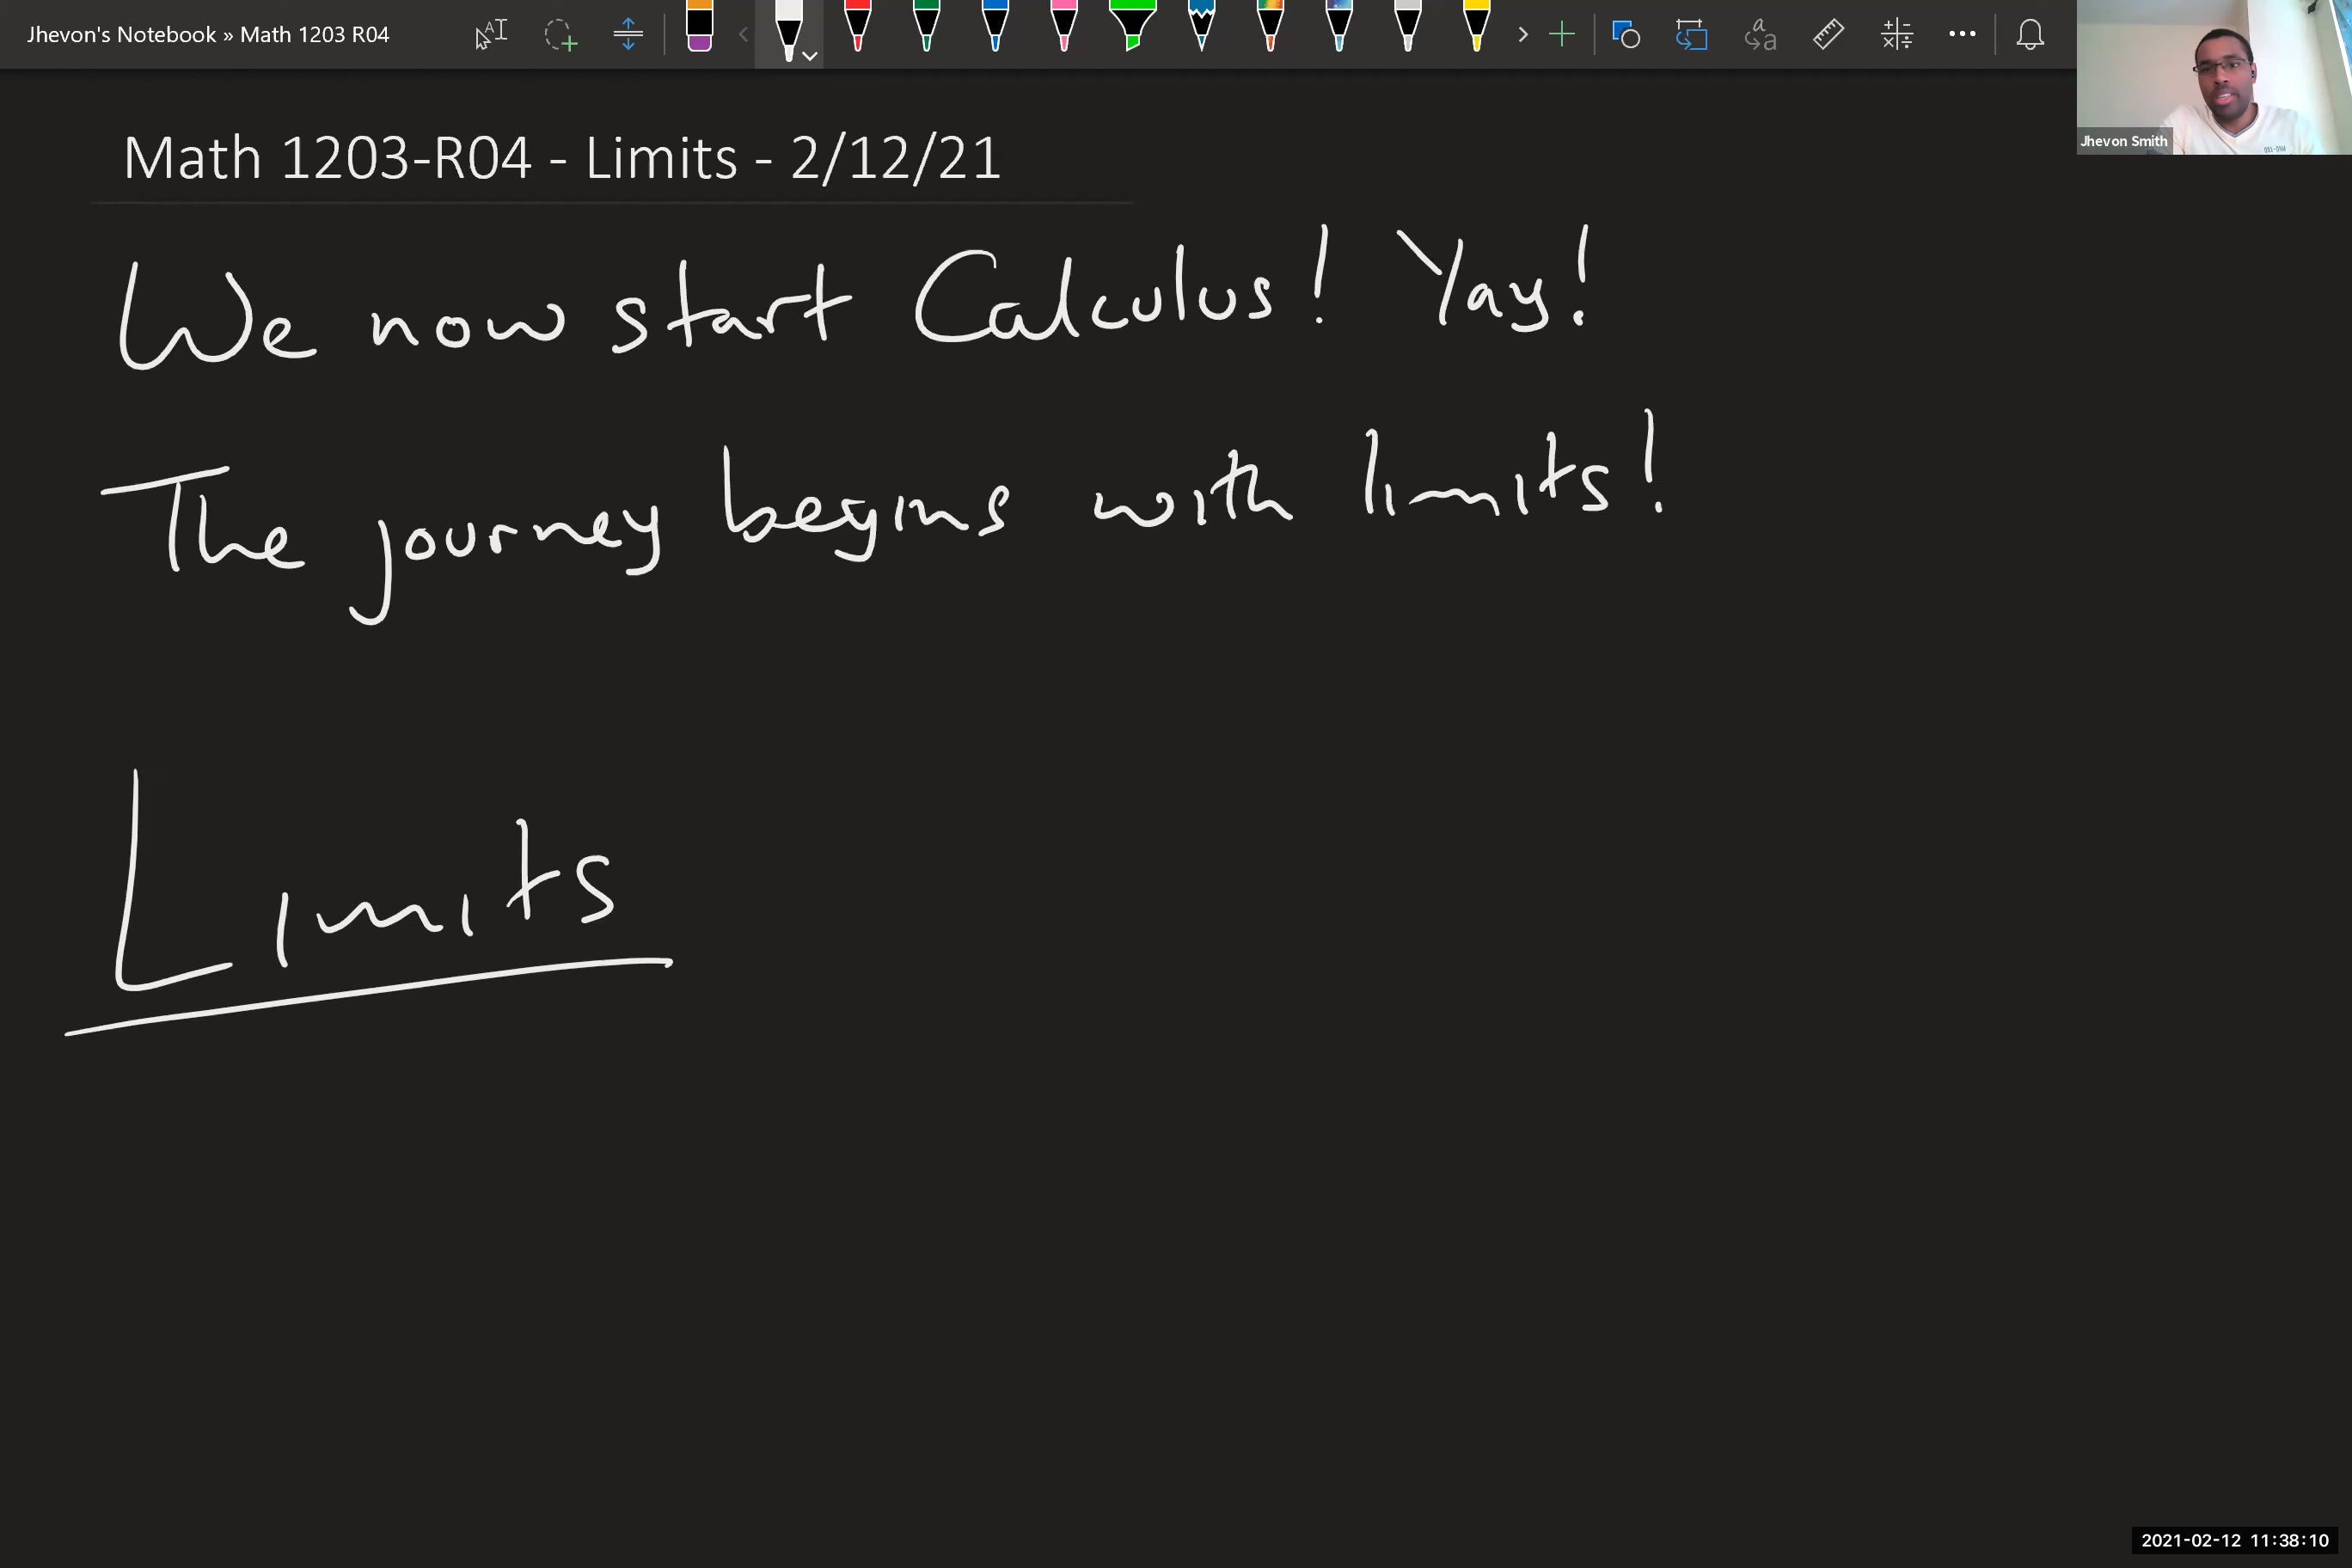 Jhevon's Notebook » Math 1203 R04
Jhevon Smith
Math 1203-R04 - Limits - 2/12/21
We now start Calculus! Yay!
The journey begins with limits!
Limits
2021-02-12 11:38:10